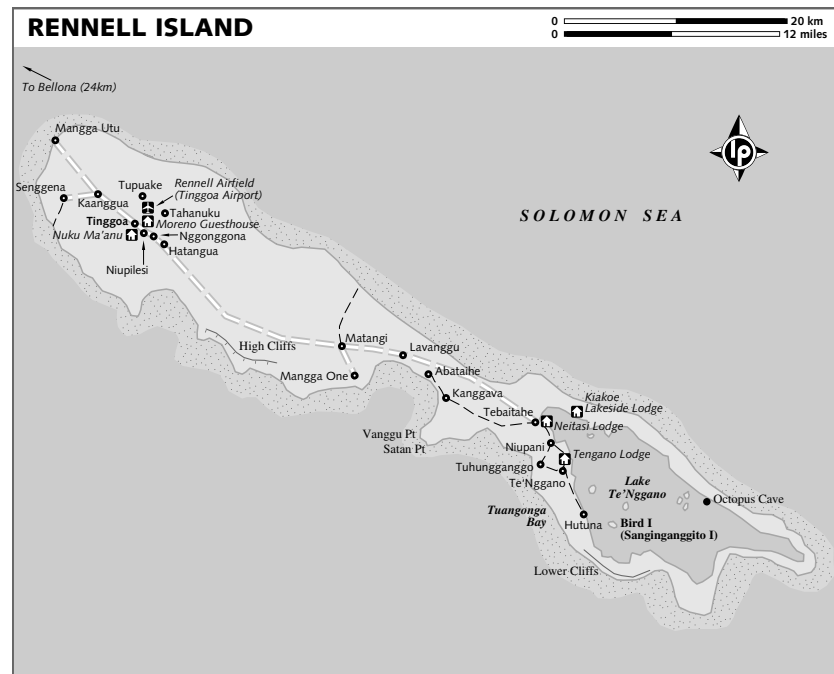 RENNELL ISLAND
0 20 km
0 12 miles
To Bellona (24km)
Mangga Utu
lp
Senggena
Kaanggua
Tupuake
Rennell Airfield
(Tinggoa Airport)
Tahanuku
Tinggoa
Moreno Guesthouse
Nuku Ma'anu
Nggonggona
Hatangua
Niupilesi
SOLOMON SEA
High Cliffs
Matangi
Lavanggu
Mangga One
Abataihe
Kanggava
Kiakoe
Lakeside Lodge
Tebaitahe
Neitasi Lodge
Vanggu Pt
Satan Pt
Niupani
Tengano Lodge
Tuhungganggo
Te'Nggano
Lake
Te'Nggano
Octopus Cave
Tuangonga
Bay
Hutuna
Bird I
(Sanginganggito I)
Lower Cliffs